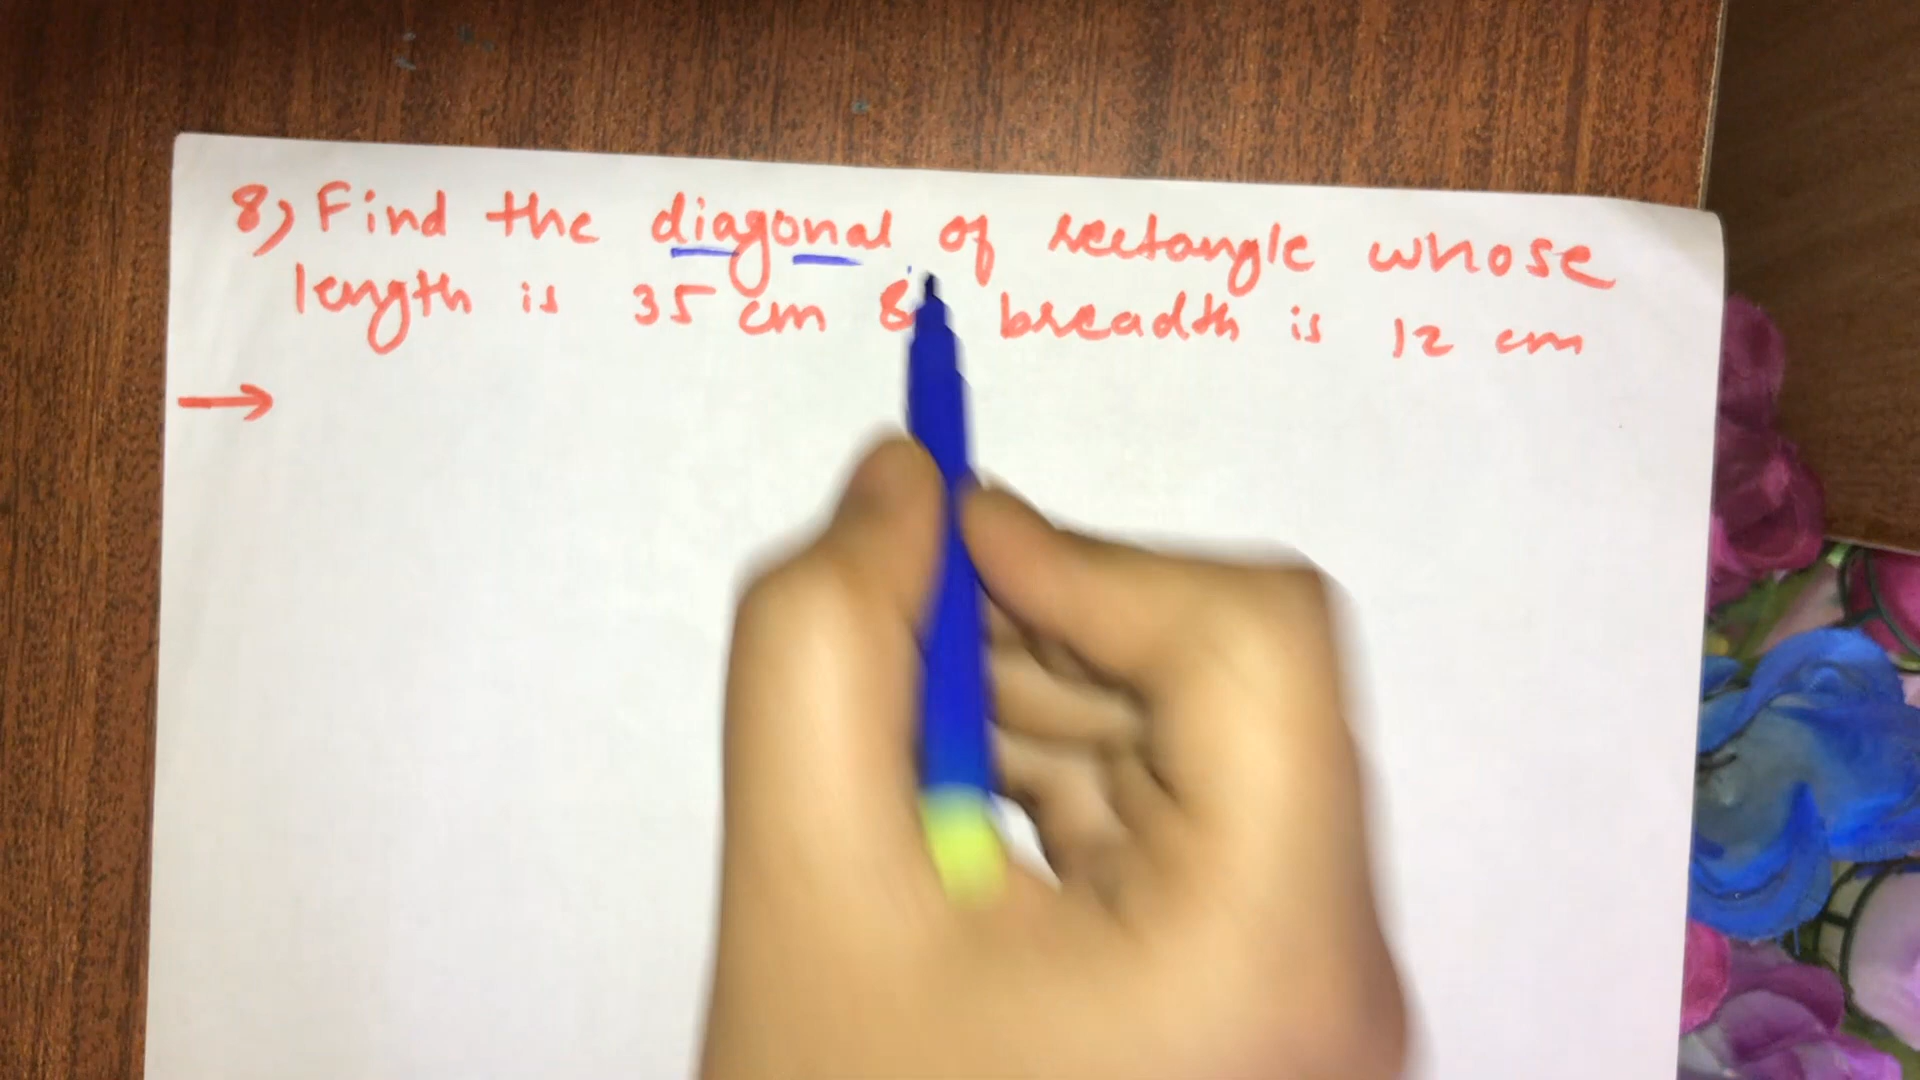 8) Find the diagonal of rectangle whose
length is 35 cm & breadth is 12 cm
→